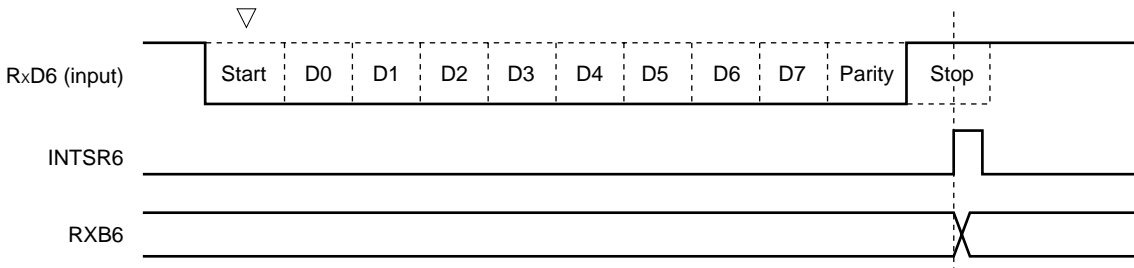 RxD6 (input) Start D0 D1 D2 D3 D4 D5 D6 D7 Parity Stop
INTSR6
RXB6